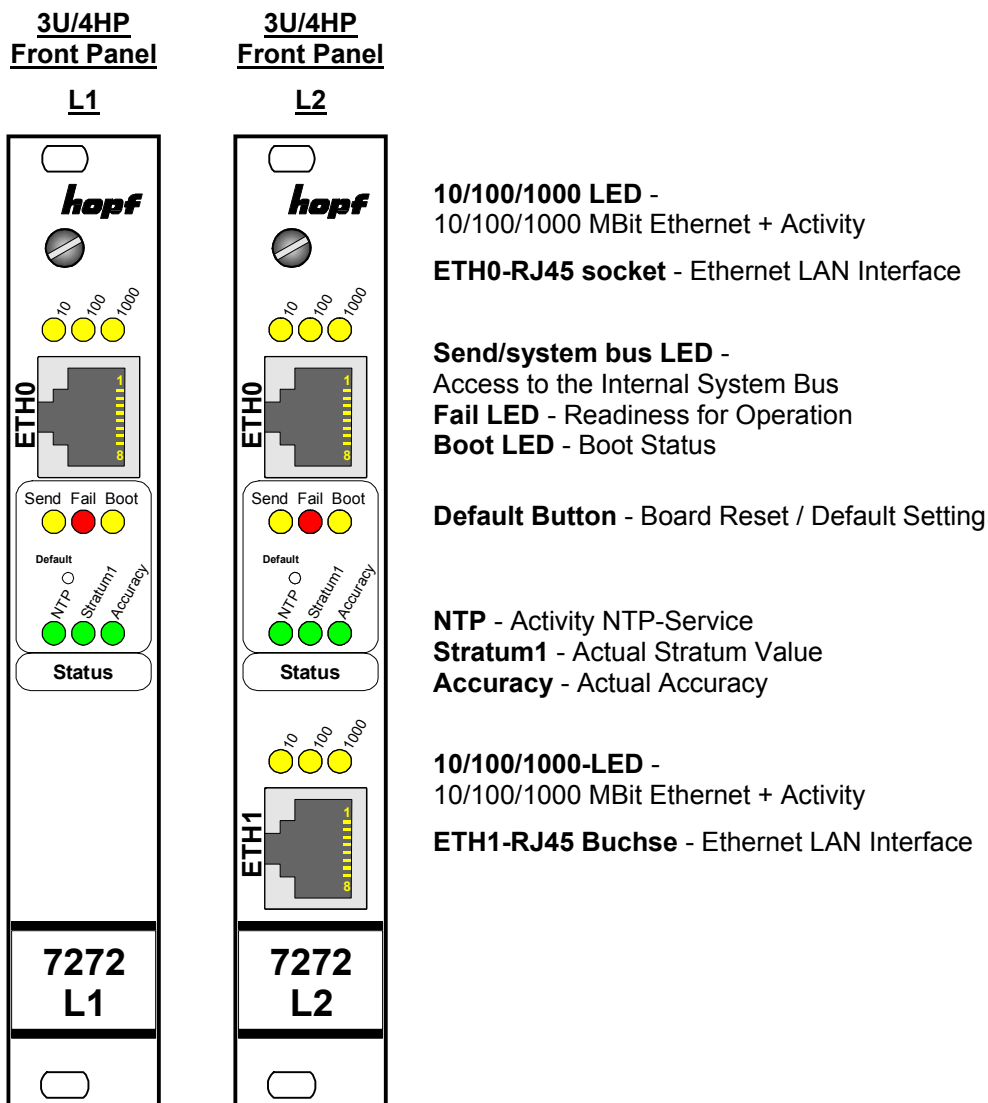 3U/4HP
Front Panel
L1
hopf
10 100 1000
ETH0
1
8
Send Fail Boot
Default
NTP Stratum1 Accuracy
Status
7272
L1
3U/4HP
Front Panel
L2
hopf
10 100 1000
ETH0
1
8
Send Fail Boot
Default
NTP Stratum1 Accuracy
Status
10 100 1000
ETH1
1
8
7272
L2
10/100/1000 LED -
10/100/1000 MBit Ethernet + Activity
ETH0-RJ45 socket - Ethernet LAN Interface
Send/system bus LED -
Access to the Internal System Bus
Fail LED - Readiness for Operation
Boot LED - Boot Status
Default Button - Board Reset / Default Setting
NTP - Activity NTP-Service
Stratum1 - Actual Stratum Value
Accuracy - Actual Accuracy
10/100/1000-LED -
10/100/1000 MBit Ethernet + Activity
ETH1-RJ45 Buchse - Ethernet LAN Interface